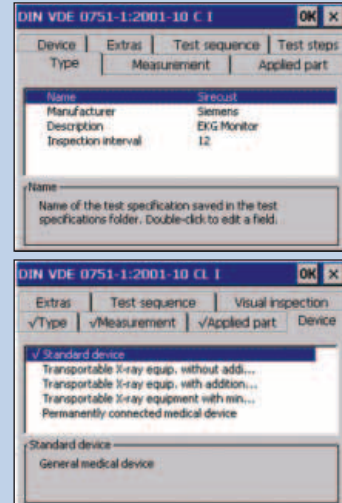 DIN VDE 0751-1:2001-10 C I OK ×
Device Extras Test sequence Test steps
Type Measurement Applied part
Name Sirecust
Manufacturer Siemens
Description EKG Monitor
Inspection interval 12
Name
Name of the test specification saved in the test
specifications folder. Double-click to edit a field.
DIN VDE 0751-1:2001-10 CL I OK ×
Extras Test sequence Visual inspection
√Type √Measurement √Applied part Device
√ Standard device
Transportable X-ray equip. without addi...
Transportable X-ray equip. with addition...
Transportable X-ray equipment with min...
Permanently connected medical device
Standard device
General medical device